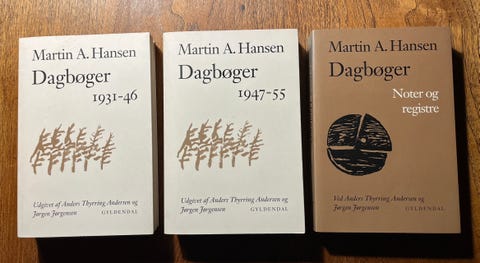 Martin A. Hansen
Dagbøger
1931-46
Udgivet af Anders Thyrring Andersen og
Jørgen Jørgensen
GYLDENDAL
Martin A. Hansen
Dagbøger
1947-55
Udgivet af Anders Thyrring Andersen og
Jørgen Jørgensen
GYLDENDAL
Martin A. Hansen
Dagbøger
Noter og
registre
Ved Anders Thyrring Andersen og
Jørgen Jørgensen
GYLDENDAL